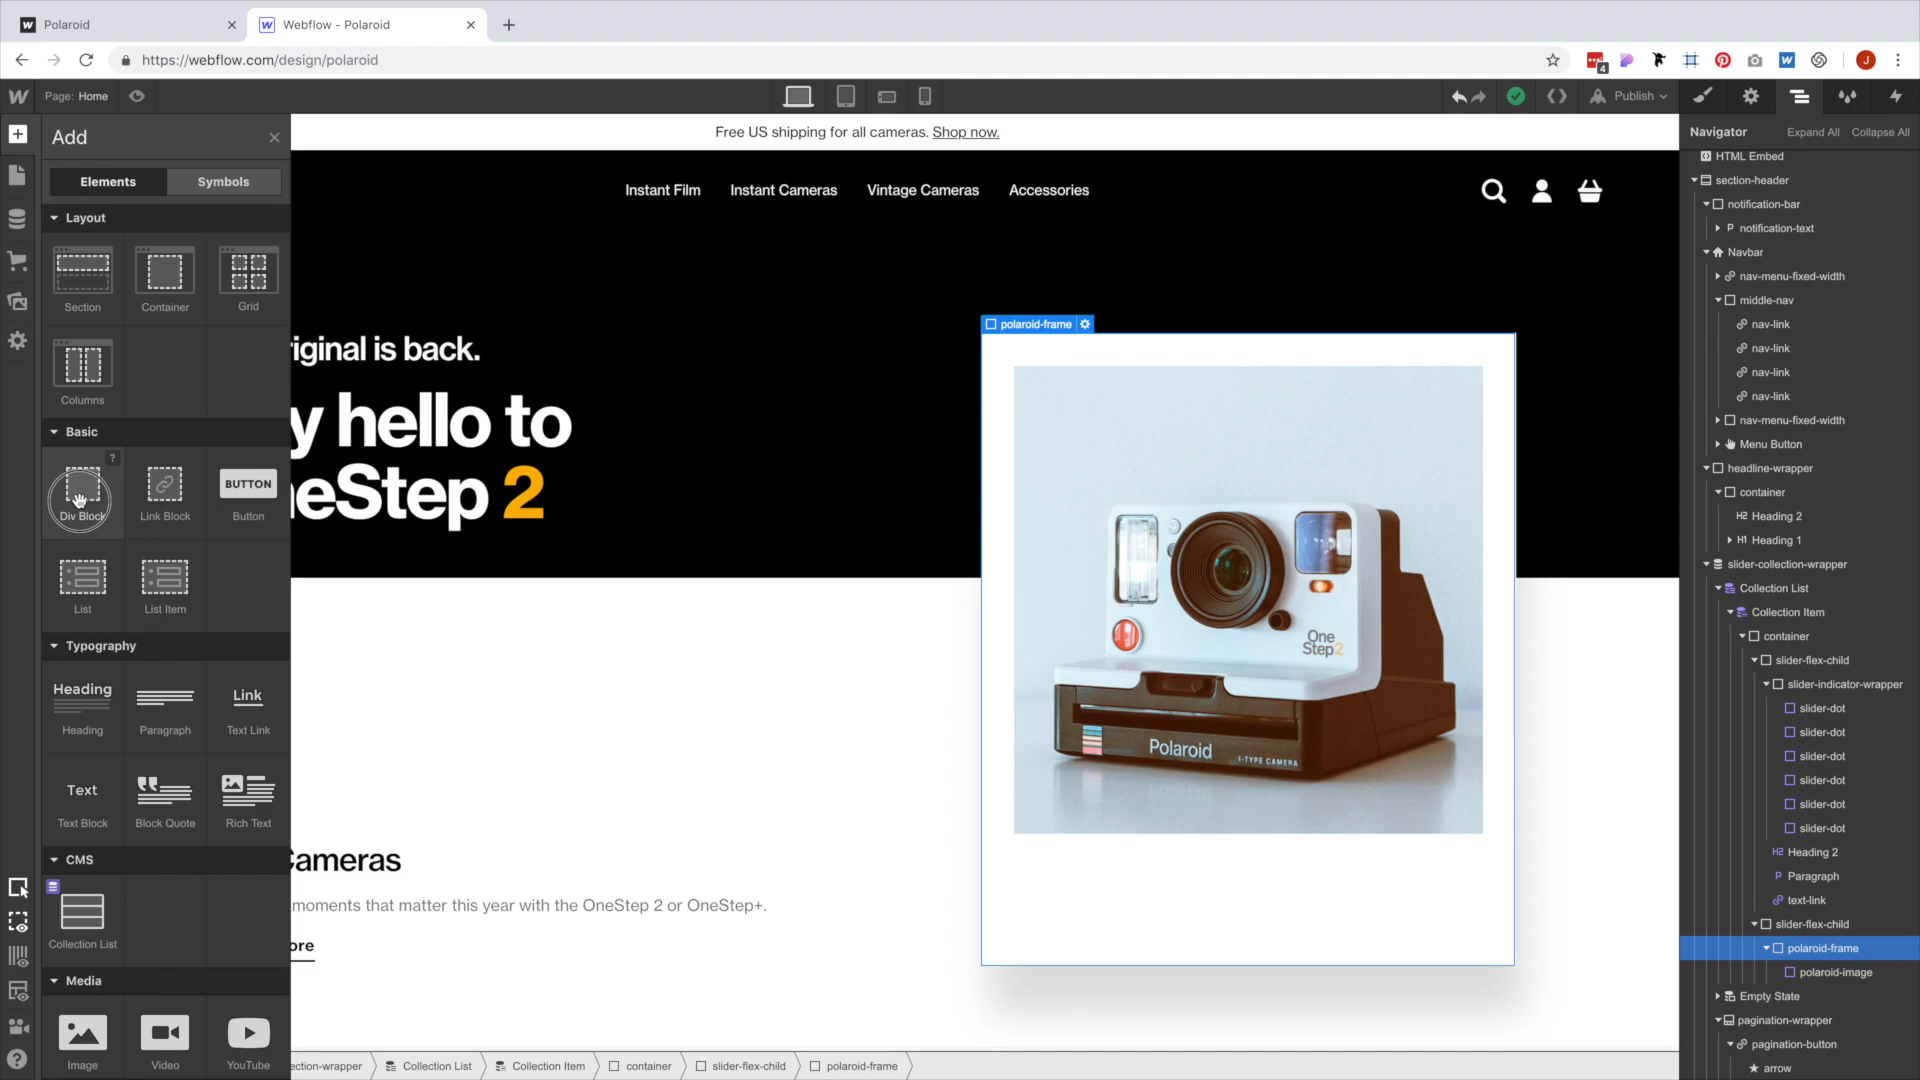 Polaroid
Webflow - Polaroid
https://webflow.com/design/polaroid
4
J
Page: Home
Publish
Add
Elements
Symbols
Layout
Section
Container
Grid
Columns
Basic
?
Div Block
Link Block
BUTTON
Button
List
List Item
Typography
Heading
Heading
Paragraph
Link
Text Link
Text
Text Block
Block Quote
Rich Text
CMS
Collection List
Media
Image
Video
YouTube
Free US shipping for all cameras. Shop now.
Instant Film
Instant Cameras
Vintage Cameras
Accessories
riginal is back.
y hello to
neStep 2
polaroid-frame
One
Step2
Polaroid
I-TYPE CAMERA
Cameras
moments that matter this year with the OneStep 2 or OneStep+.
ore
ection-wrapper
Collection List
Collection Item
container
slider-flex-child
polaroid-frame
Navigator
Expand All
Collapse All
HTML Embed
section-header
notification-bar
P notification-text
Navbar
nav-menu-fixed-width
middle-nav
nav-link
nav-link
nav-link
nav-link
nav-menu-fixed-width
Menu Button
headline-wrapper
container
H2 Heading 2
H1 Heading 1
slider-collection-wrapper
Collection List
Collection Item
container
slider-flex-child
slider-indicator-wrapper
slider-dot
slider-dot
slider-dot
slider-dot
slider-dot
slider-dot
H2 Heading 2
P Paragraph
text-link
slider-flex-child
polaroid-frame
polaroid-image
Empty State
pagination-wrapper
pagination-button
arrow